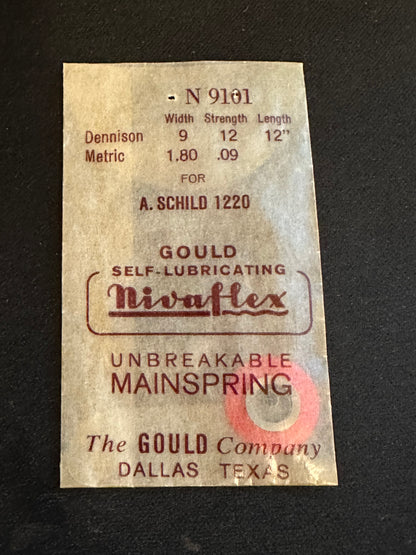 N 9101
Width Strength Length
Dennison 9 12 12"
Metric 1.80 .09
FOR
A. SCHILD 1220
GOULD
SELF-LUBRICATING
Nivaflex
UNBREAKABLE
MAINSPRING
The GOULD Company
DALLAS TEXAS